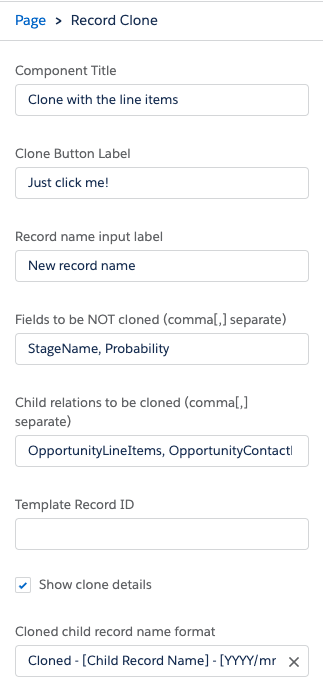 Page > Record Clone
Component Title
Clone with the line items
Clone Button Label
Just click me!
Record name input label
New record name
Fields to be NOT cloned (comma[,] separate)
StageName, Probability
Child relations to be cloned (comma[,]
separate)
OpportunityLineItems, OpportunityContactI
Template Record ID
Show clone details
Cloned child record name format
Cloned - [Child Record Name] - [YYYY/mr